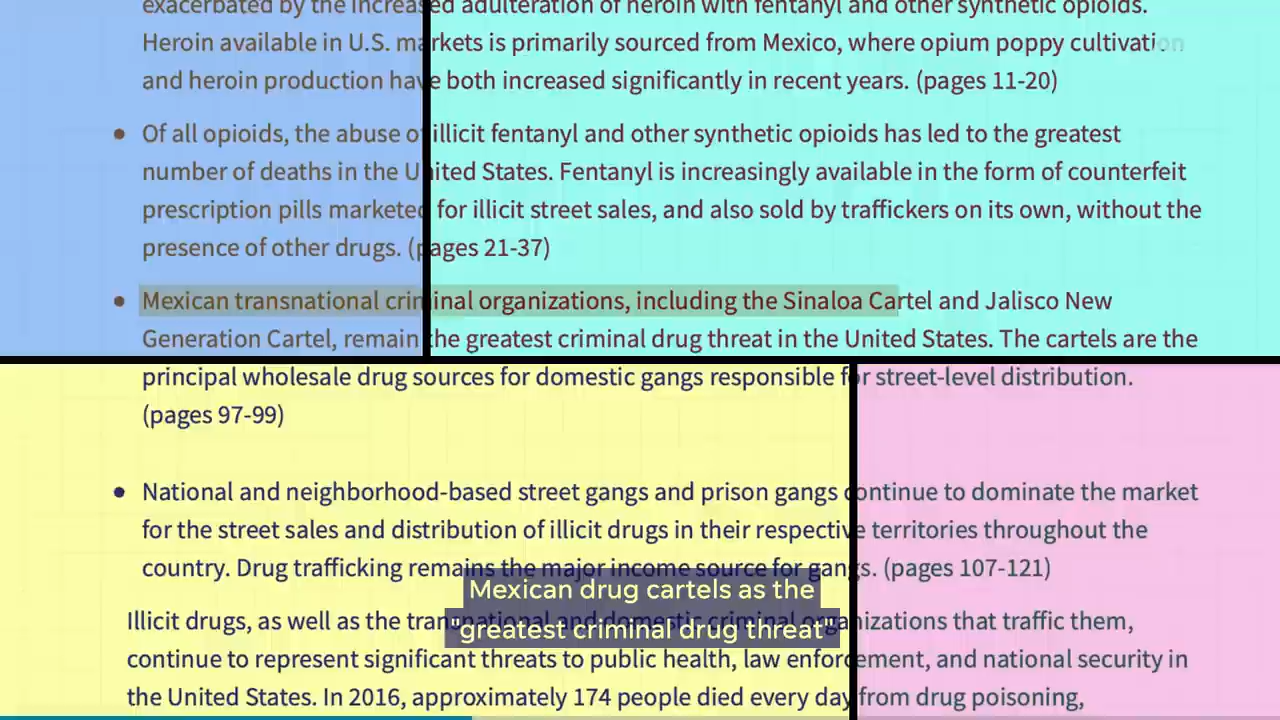 exacerbated by the increased adulteration of heroin with fentanyl and other synthetic opioids.
Heroin available in U.S. markets is primarily sourced from Mexico, where opium poppy cultivation
and heroin production have both increased significantly in recent years. (pages 11-20)
• Of all opioids, the abuse of illicit fentanyl and other synthetic opioids has led to the greatest
number of deaths in the United States. Fentanyl is increasingly available in the form of counterfeit
prescription pills marketed for illicit street sales, and also sold by traffickers on its own, without the
presence of other drugs. (pages 21-37)
• Mexican transnational criminal organizations, including the Sinaloa Cartel and Jalisco New
Generation Cartel, remain the greatest criminal drug threat in the United States. The cartels are the
principal wholesale drug sources for domestic gangs responsible for street-level distribution.
(pages 97-99)
• National and neighborhood-based street gangs and prison gangs continue to dominate the market
for the street sales and distribution of illicit drugs in their respective territories throughout the
country. Drug trafficking remains the major income source for gangs. (pages 107-121)
Mexican drug cartels as the
"greatest criminal drug threat"
Illicit drugs, as well as the transnational and domestic criminal organizations that traffic them,
continue to represent significant threats to public health, law enforcement, and national security in
the United States. In 2016, approximately 174 people died every day from drug poisoning,